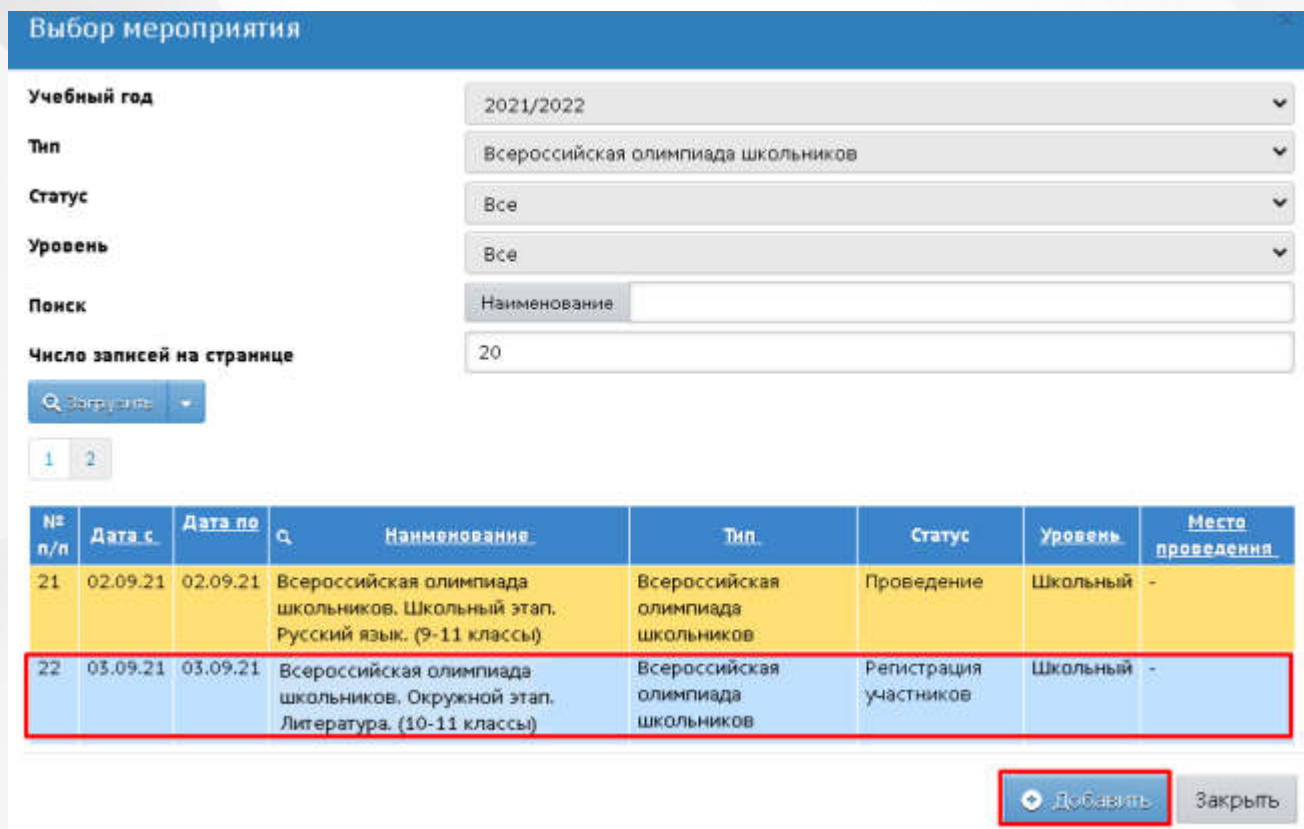 Выбор мероприятия
Учебный год 2021/2022
Тип Всероссийская олимпиада школьников
Статус Все
Уровень Все
Поиск Наименование
Число записей на странице 20
Загрузить
1 2
№ п/п Дата с Дата по Наименование Тип Статус Уровень Место проведения
21 02.09.21 02.09.21 Всероссийская олимпиада Всероссийская Проведение Школьный -
школьников. Школьный этап. олимпиада
Русский язык. (9-11 классы) школьников
22 03.09.21 03.09.21 Всероссийская олимпиада Всероссийская Регистрация Школьный -
школьников. Окружной этап. олимпиада участников
Литература. (10-11 классы) школьников
Добавить Закрыть